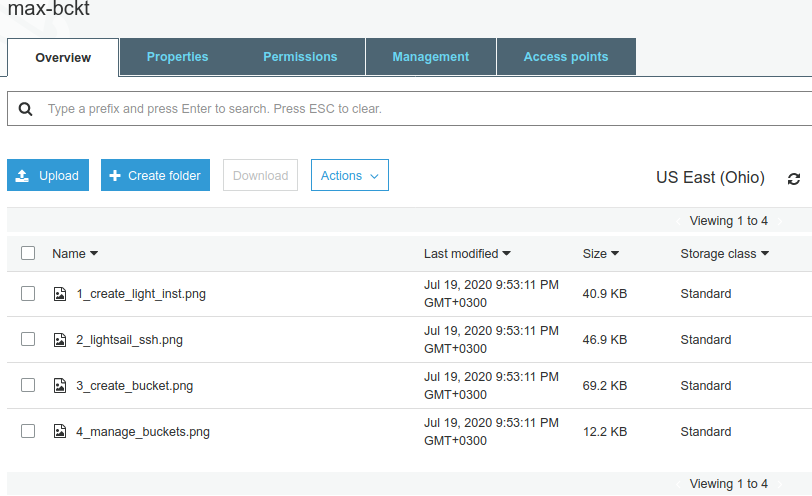 max-bckt
Overview Properties Permissions Management Access points
Type a prefix and press Enter to search. Press ESC to clear.
Upload Create folder Download Actions US East (Ohio)
Viewing 1 to 4
Name Last modified Size Storage class
1_create_light_inst.png Jul 19, 2020 9:53:11 PM GMT+0300 40.9 KB Standard
2_lightsail_ssh.png Jul 19, 2020 9:53:11 PM GMT+0300 46.9 KB Standard
3_create_bucket.png Jul 19, 2020 9:53:11 PM GMT+0300 69.2 KB Standard
4_manage_buckets.png Jul 19, 2020 9:53:11 PM GMT+0300 12.2 KB Standard
Viewing 1 to 4